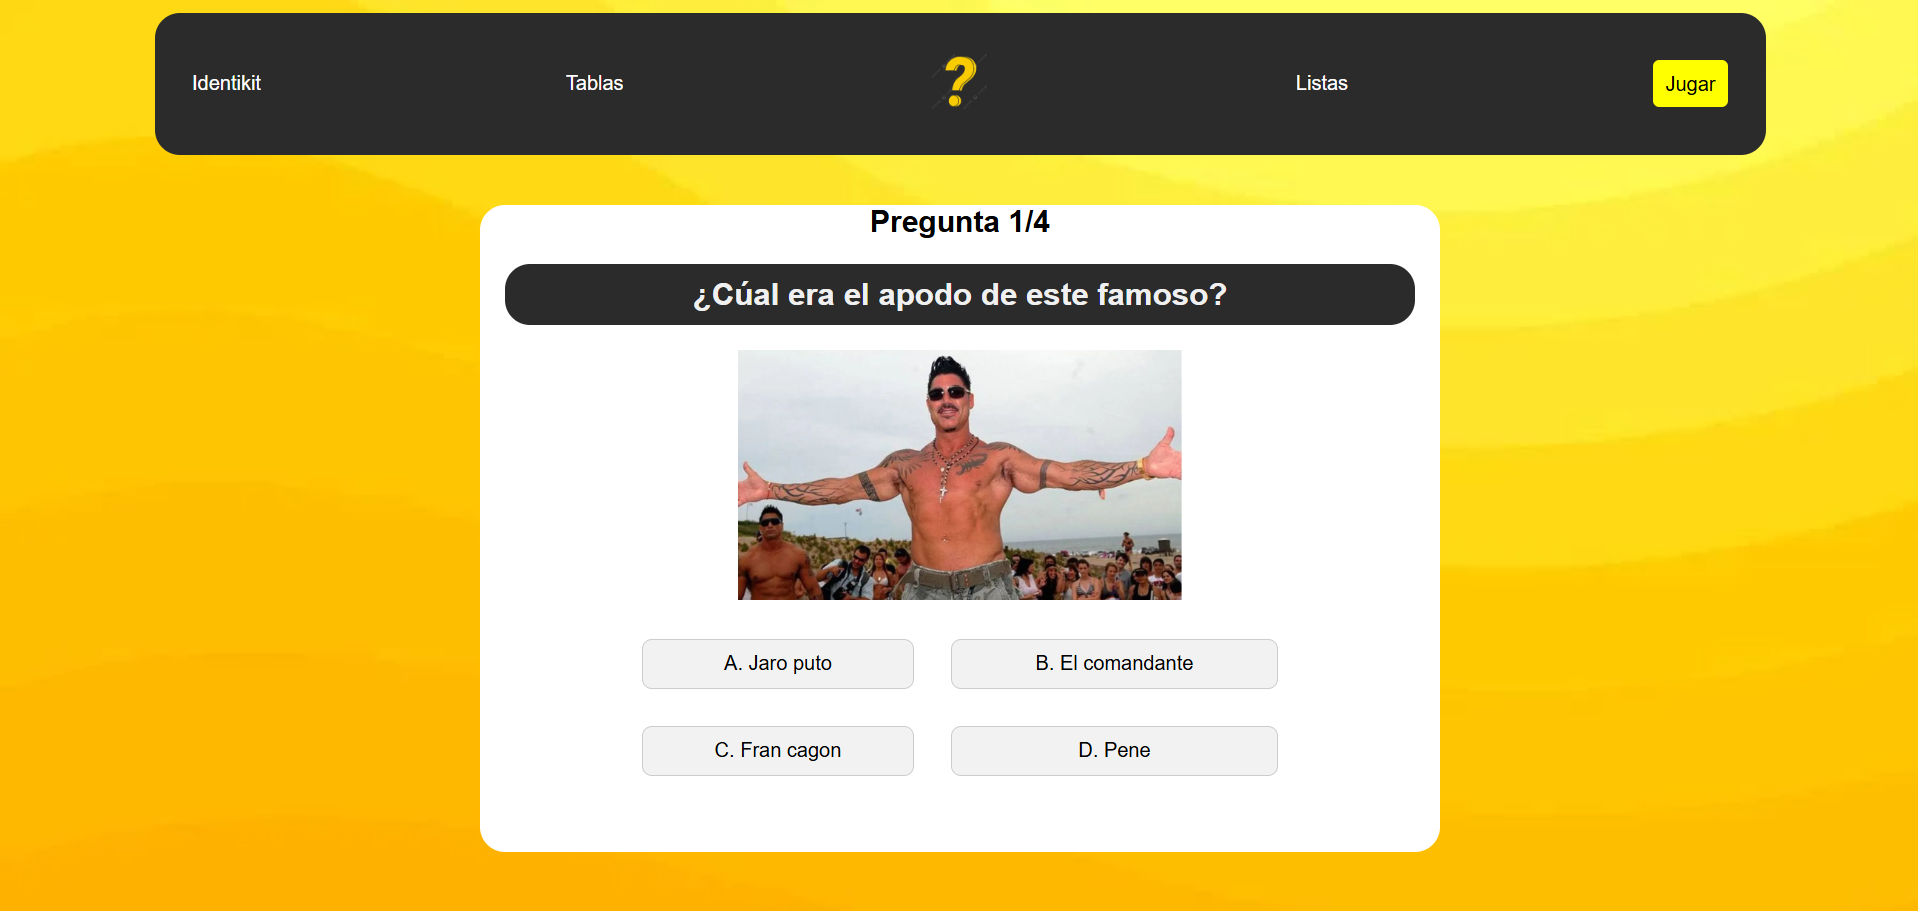 Identikit
Tablas
?
Listas
Jugar
Pregunta 1/4
¿Cúal era el apodo de este famoso?
A. Jaro puto
B. El comandante
C. Fran cagon
D. Pene